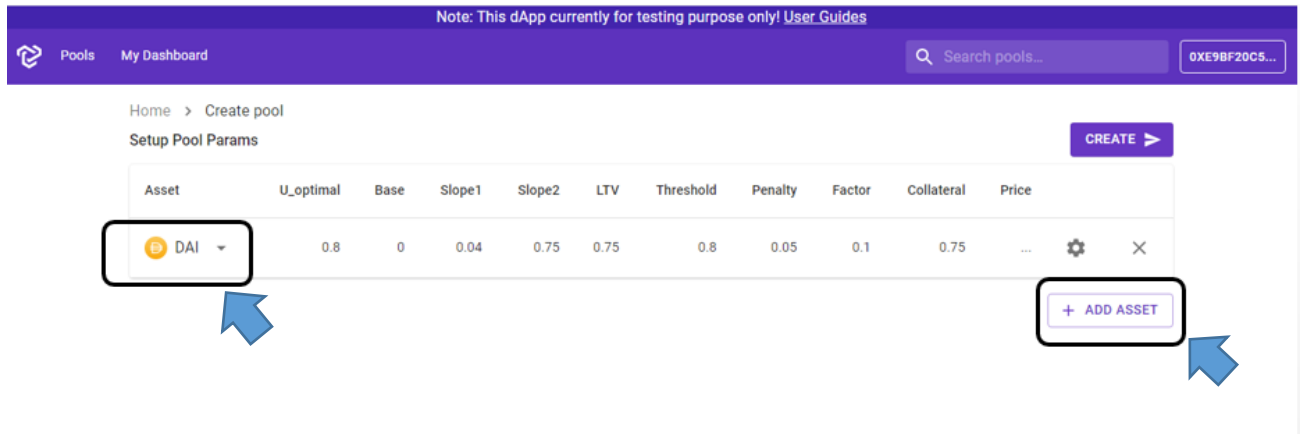 Note: This dApp currently for testing purpose only! User Guides
Pools My Dashboard Search pools... 0XE9BF20C5...
Home > Create pool
Setup Pool Params CREATE
Asset U_optimal Base Slope1 Slope2 LTV Threshold Penalty Factor Collateral Price
DAI 0.8 0 0.04 0.75 0.75 0.8 0.05 0.1 0.75 ...
+ ADD ASSET